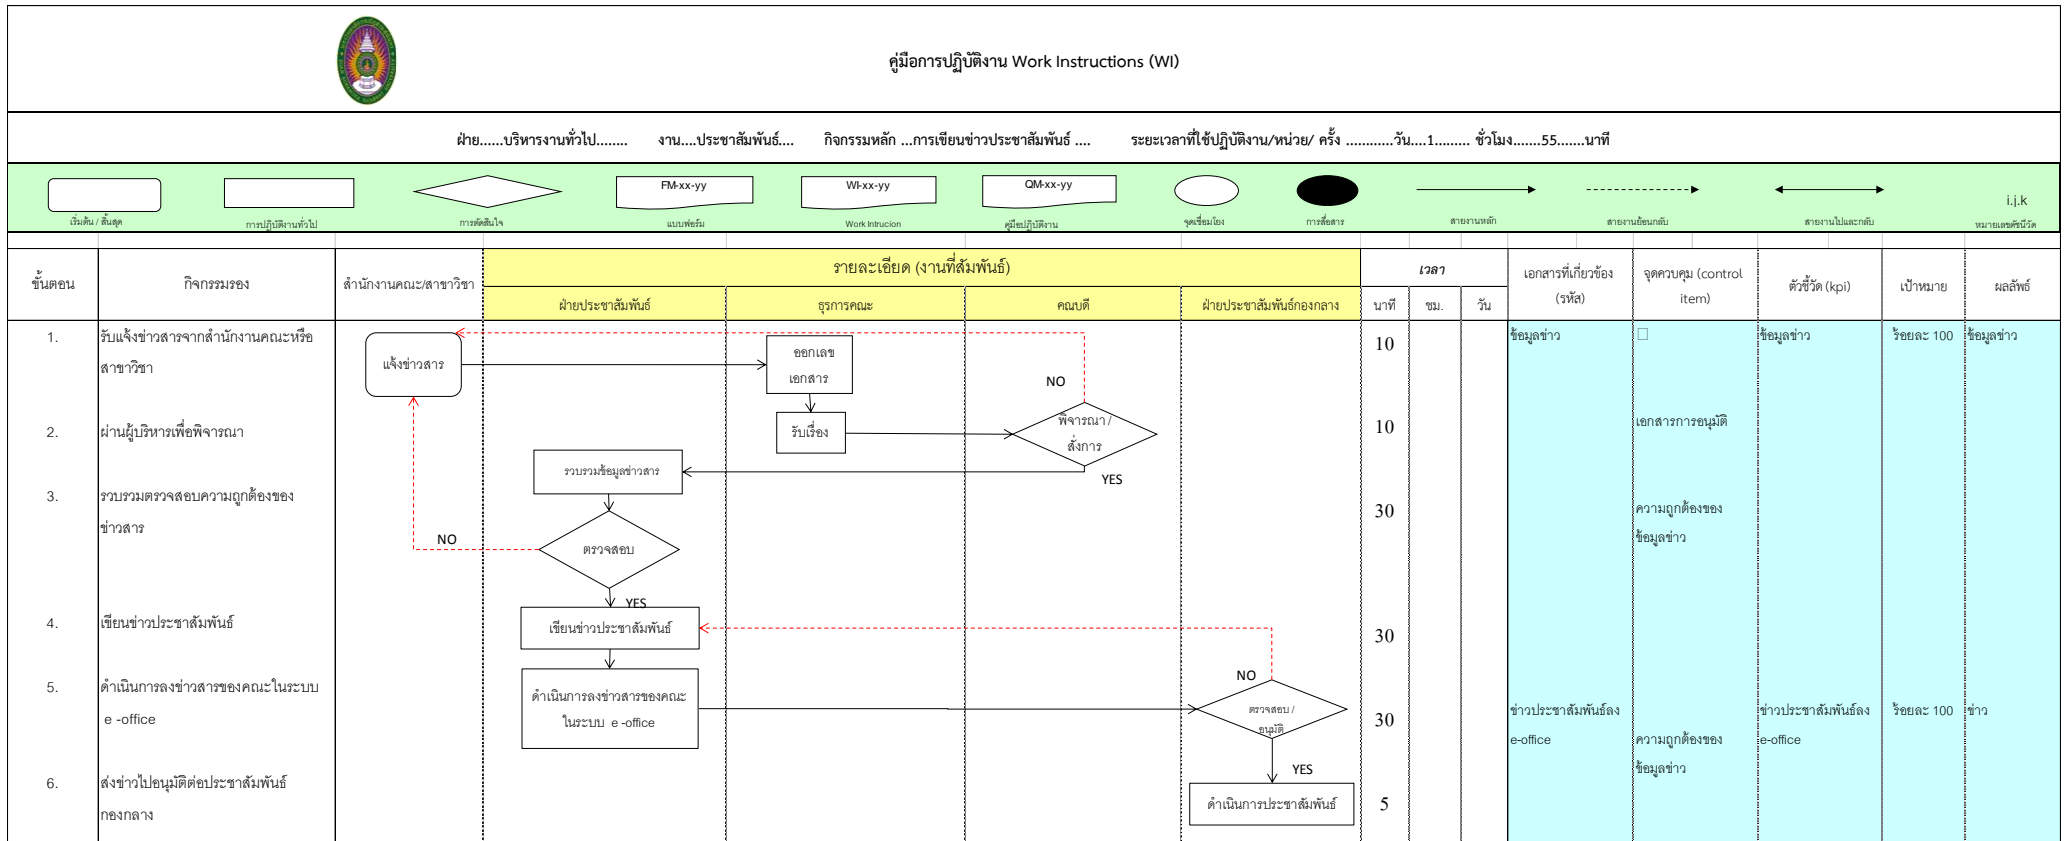 คู่มือการปฏิบัติงาน Work Instructions (WI)
ฝ่าย......บริหารงานทั่วไป........ งาน....ประชาสัมพันธ์.... กิจกรรมหลัก ...การเขียนข่าวประชาสัมพันธ์ .... ระยะเวลาที่ใช้ปฏิบัติงาน/หน่วย/ ครั้ง ............วัน....1......... ชั่วโมง.......55.......นาที
FM-xx-yy WI-xx-yy QM-xx-yy
i.j.k
เริ่มต้น / สิ้นสุด การปฏิบัติงานทั่วไป การตัดสินใจ แบบฟอร์ม Work Intrucion คู่มือปฏิบัติงาน จุดเชื่อมโยง การสื่อสาร สายงานหลัก สายงานย้อนกลับ สายงานไปและกลับ หมายเลขดัชนีวัด
ขั้นตอน กิจกรรมรอง สำนักงานคณะ/สาขาวิชา รายละเอียด (งานที่สัมพันธ์) เวลา เอกสารที่เกี่ยวข้อง จุดควบคุม (control ตัวชี้วัด (kpi) เป้าหมาย ผลลัพธ์
(รหัส) item)
ฝ่ายประชาสัมพันธ์ ธุรการคณะ คณบดี ฝ่ายประชาสัมพันธ์กองกลาง นาที ชม. วัน
1. รับแจ้งข่าวสารจากสำนักงานคณะหรือ
สาขาวิชา
แจ้งข่าวสาร
ออกเลข
เอกสาร
NO
10
ข้อมูลข่าว ข้อมูลข่าว ร้อยละ 100 ข้อมูลข่าว
2. ผ่านผู้บริหารเพื่อพิจารณา
รับเรื่อง
พิจารณา /
สั่งการ
10
เอกสารการอนุมัติ
รวบรวมข้อมูลข่าวสาร
YES
3. รวบรวมตรวจสอบความถูกต้องของ
ข่าวสาร
NO
ตรวจสอบ
30
ความถูกต้องของ
ข้อมูลข่าว
YES
4. เขียนข่าวประชาสัมพันธ์
เขียนข่าวประชาสัมพันธ์
30
NO
5. ดำเนินการลงข่าวสารของคณะในระบบ
e -office
ดำเนินการลงข่าวสารของคณะ
ในระบบ e -office
ตรวจสอบ /
อนุมัติ
30
ข่าวประชาสัมพันธ์ลง
e-office
ความถูกต้องของ
ข้อมูลข่าว
ข่าวประชาสัมพันธ์ลง
e-office
ร้อยละ 100 ข่าว
YES
6. ส่งข่าวไปอนุมัติต่อประชาสัมพันธ์
กองกลาง
ดำเนินการประชาสัมพันธ์
5